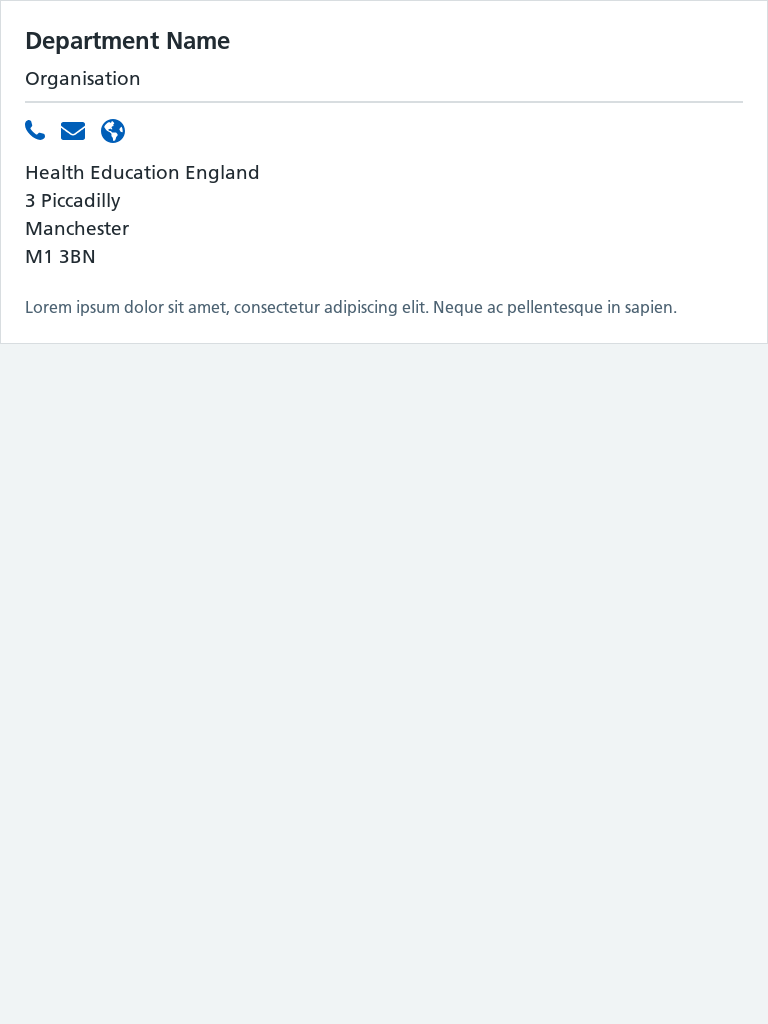 Department Name
Organisation
Health Education England
3 Piccadilly
Manchester
M1 3BN
Lorem ipsum dolor sit amet, consectetur adipiscing elit. Neque ac pellentesque in sapien.